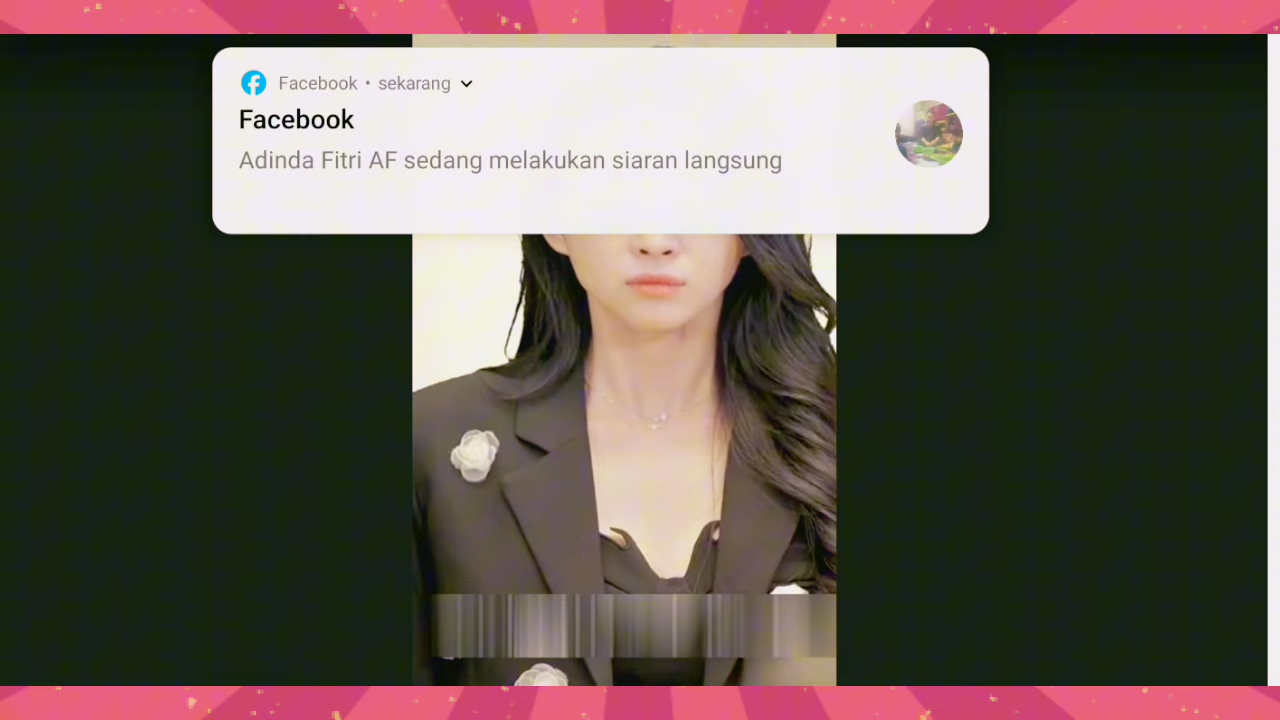 Facebook • sekarang
Facebook
Adinda Fitri AF sedang melakukan siaran langsung